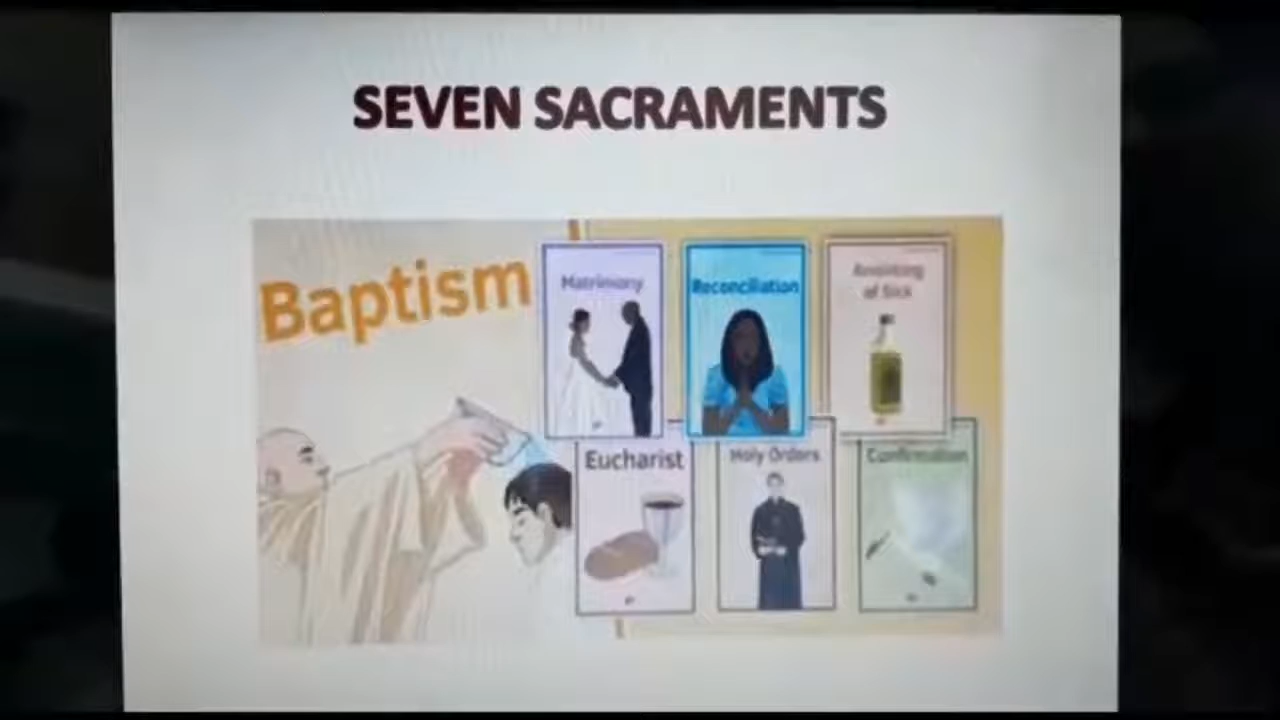 SEVEN SACRAMENTS
Baptism
Matrimony
Reconciliation
Anointing
of Sick
Eucharist
Holy Orders
Confirmation